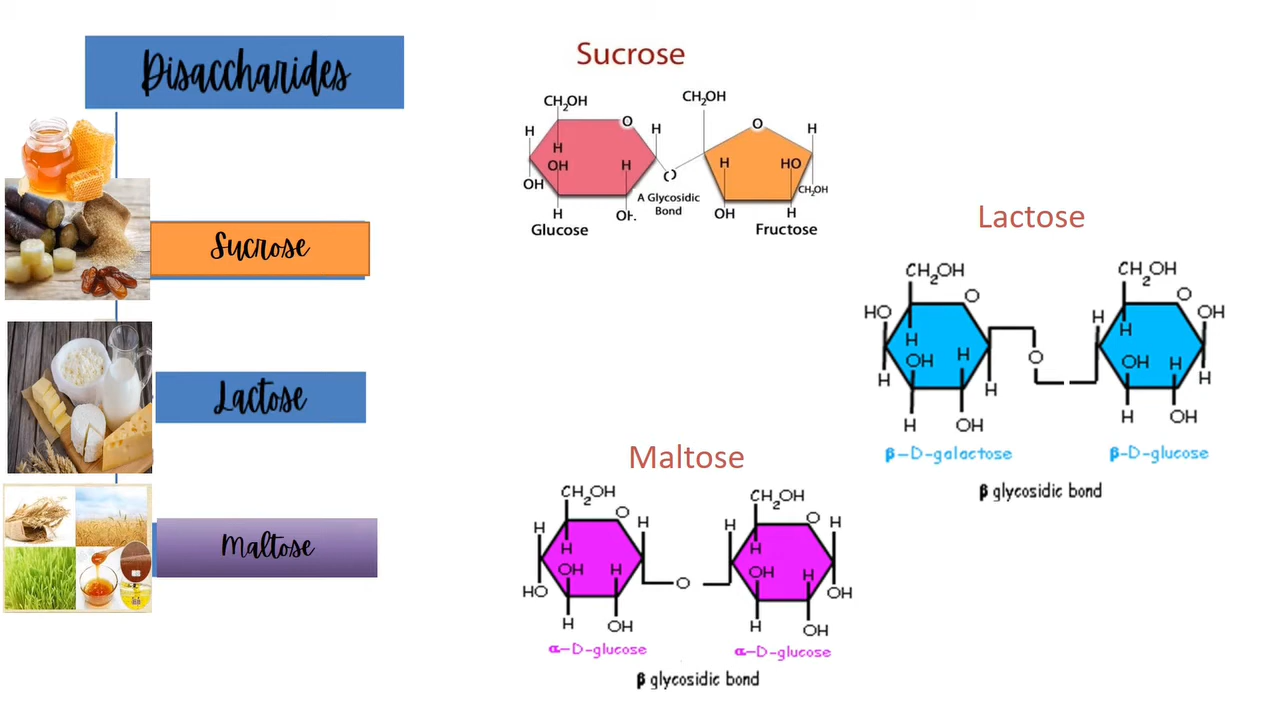 Disaccharides
Sucrose
Lactose
Maltose
Sucrose
CH2OH
CH2OH
O
H
O
H
H
H
OH
H
H
HO
OH
O
CH2OH
A Glycosidic
Bond
H
OH
OH
H
Glucose
Fructose
Lactose
CH2OH
CH2OH
O
O
HO
H
OH
H
H
OH
H
O
OH
H
H
H
H
H
OH
H
OH
β-D-galactose
β-D-glucose
β glycosidic bond
Maltose
CH2OH
CH2OH
O
O
H
H
H
H
H
H
OH
H
OH
H
HO
O
OH
H
OH
H
OH
α-D-glucose
α-D-glucose
β glycosidic bond